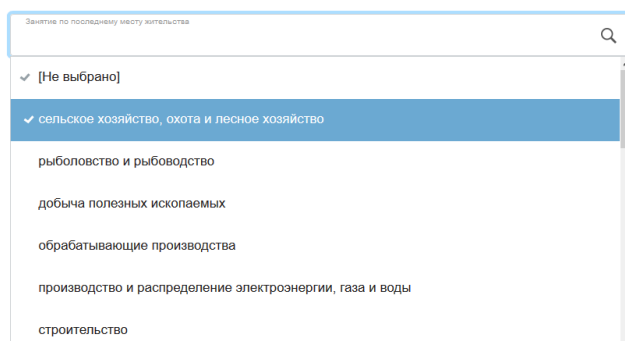 Занятие по последнему месту жительства
[Не выбрано]
сельское хозяйство, охота и лесное хозяйство
рыболовство и рыбоводство
добыча полезных ископаемых
обрабатывающие производства
производство и распределение электроэнергии, газа и воды
строительство